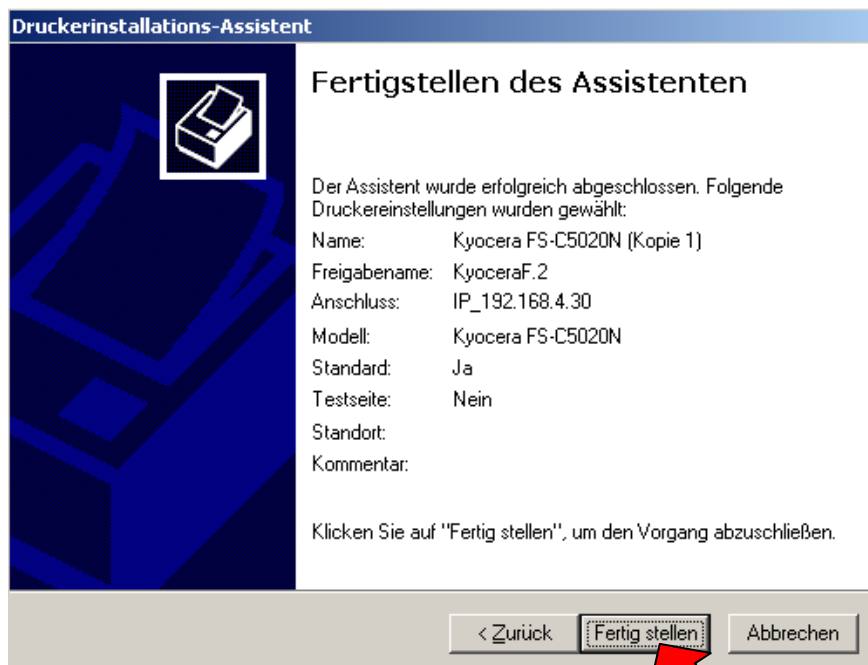 Druckerinstallations-Assistent
Fertigstellen des Assistenten
Der Assistent wurde erfolgreich abgeschlossen. Folgende
Druckereinstellungen wurden gewählt:
Name: Kyocera FS-C5020N (Kopie 1)
Freigabename: KyoceraF.2
Anschluss: IP_192.168.4.30
Modell: Kyocera FS-C5020N
Standard: Ja
Testseite: Nein
Standort:
Kommentar:
Klicken Sie auf "Fertig stellen", um den Vorgang abzuschließen.
< Zurück Fertig stellen Abbrechen